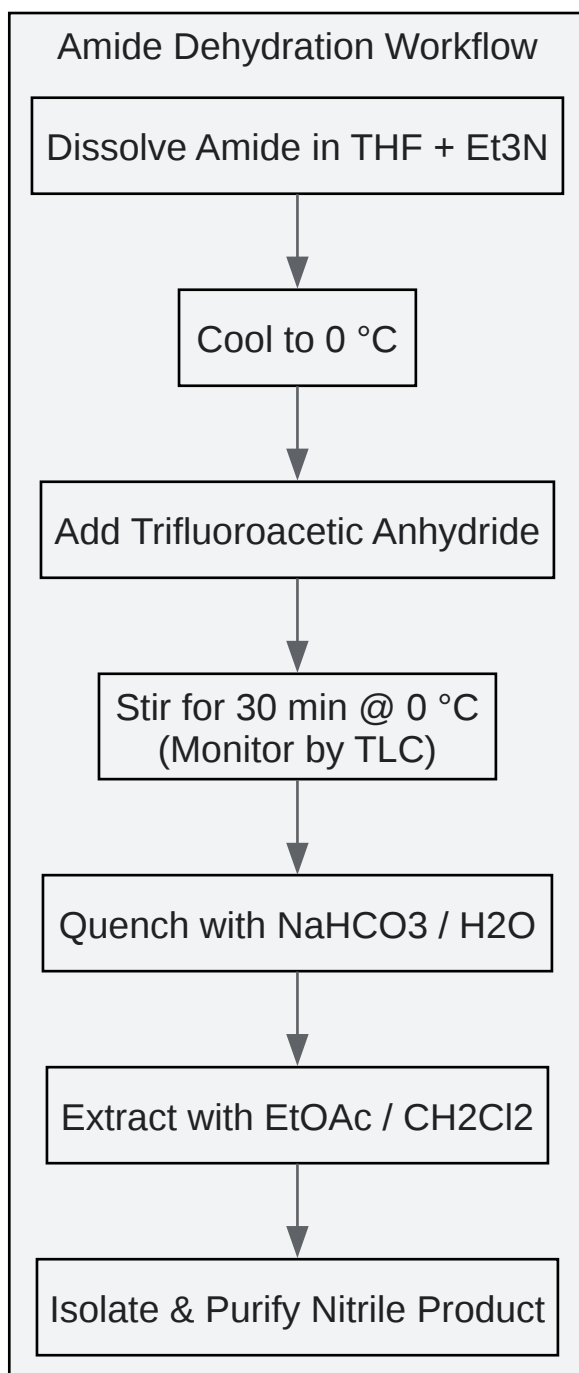 Amide Dehydration Workflow
Dissolve Amide in THF + Et3N
Cool to 0 °C
Add Trifluoroacetic Anhydride
Stir for 30 min @ 0 °C
(Monitor by TLC)
Quench with NaHCO3 / H2O
Extract with EtOAc / CH2Cl2
Isolate & Purify Nitrile Product